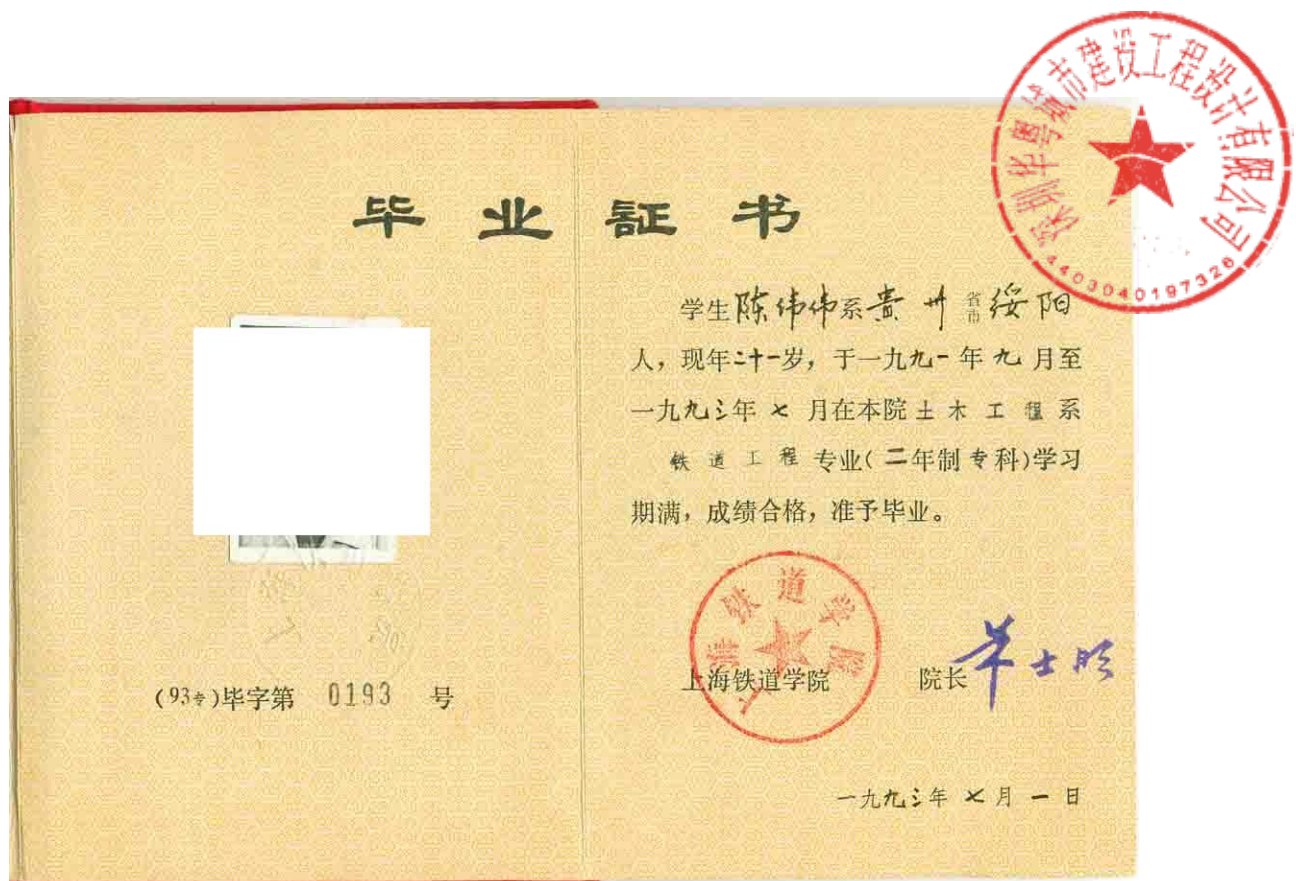 深圳华粤城市建设工程设计有限公司
4403040197326
毕业証书
学生陈伟伟系贵州省市绥阳
人，现年二十一岁，于一九九一年九月至
一九九三年七月在本院土木工程系
铁道工程专业(二年制专科)学习
期满，成绩合格，准予毕业。
上海铁道学院
上海铁道学院 院长
(93专)毕字第 0193 号
一九九三年七月一日